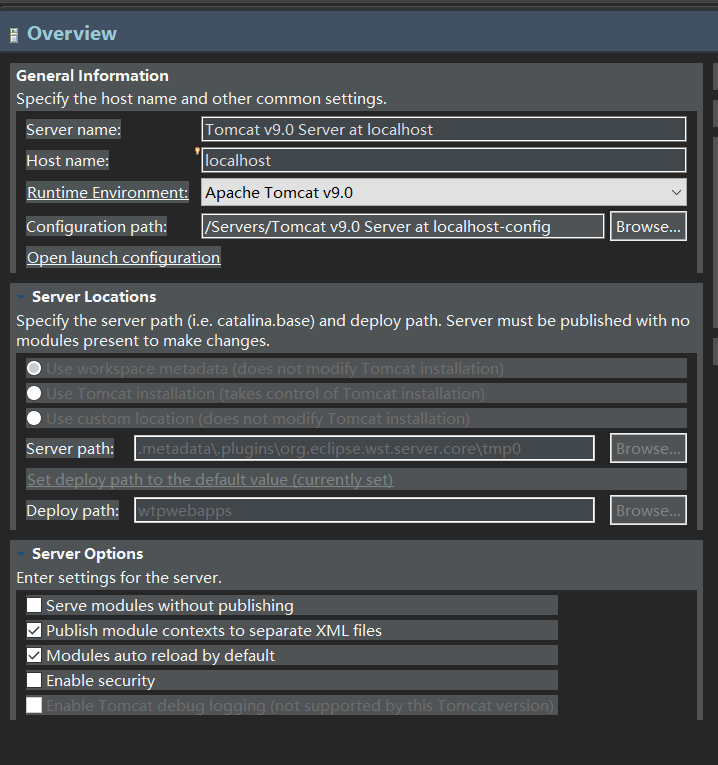 Overview
General Information
Specify the host name and other common settings.
Server name: Tomcat v9.0 Server at localhost
Host name: localhost
Runtime Environment: Apache Tomcat v9.0
Configuration path: /Servers/Tomcat v9.0 Server at localhost-config Browse...
Open launch configuration
Server Locations
Specify the server path (i.e. catalina.base) and deploy path. Server must be published with no
modules present to make changes.
Use workspace metadata (does not modify Tomcat installation)
Use Tomcat installation (takes control of Tomcat installation)
Use custom location (does not modify Tomcat installation)
Server path: .metadata\.plugins\org.eclipse.wst.server.core\tmp0 Browse...
Set deploy path to the default value (currently set)
Deploy path: wtpwebapps Browse...
Server Options
Enter settings for the server.
Serve modules without publishing
Publish module contexts to separate XML files
Modules auto reload by default
Enable security
Enable Tomcat debug logging (not supported by this Tomcat version)